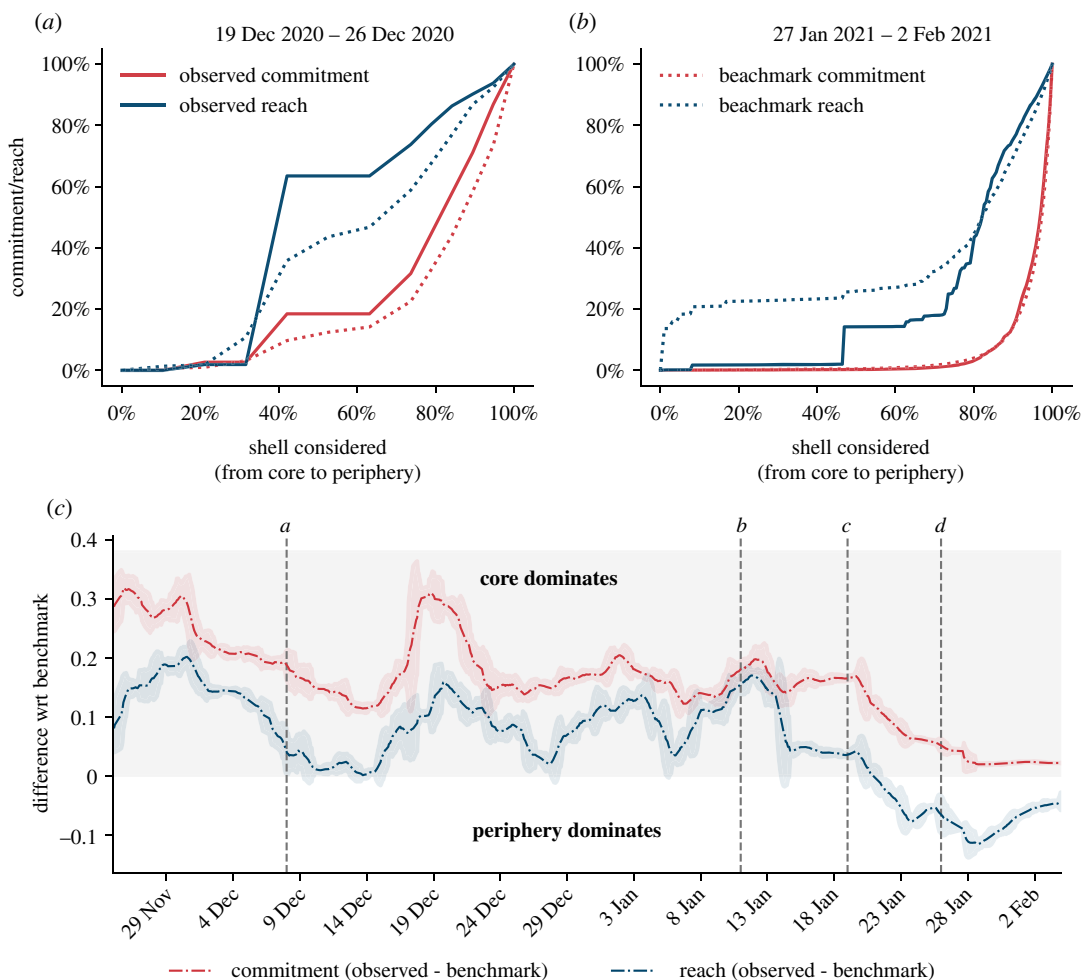 (a)
19 Dec 2020 – 26 Dec 2020
100%
80%
60%
40%
20%
0%
commitment/reach
observed commitment
observed reach
0% 20% 40% 60% 80% 100%
shell considered
(from core to periphery)
(b)
27 Jan 2021 – 2 Feb 2021
100%
80%
60%
40%
20%
0%
beachmark commitment
beachmark reach
0% 20% 40% 60% 80% 100%
shell considered
(from core to periphery)
(c)
a b c d
0.4
0.3
0.2
0.1
0
–0.1
difference wrt benchmark
core dominates
periphery dominates
29 Nov 4 Dec 9 Dec 14 Dec 19 Dec 24 Dec 29 Dec 3 Jan 8 Jan 13 Jan 18 Jan 23 Jan 28 Jan 2 Feb
commitment (observed - benchmark) reach (observed - benchmark)